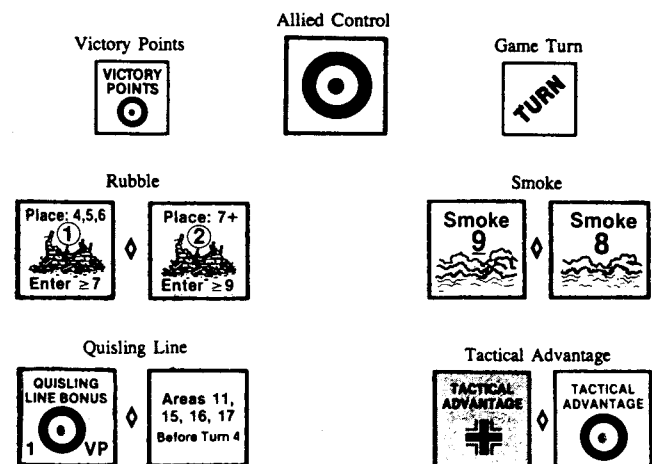 Allied Control
Victory Points
Game Turn
VICTORY
POINTS
TURN
Rubble
Smoke
Place: 4,5,6
1
Enter ≥7
Place: 7+
2
Enter ≥9
Smoke
9
Smoke
8
Quisling Line
Tactical Advantage
QUISLING
LINE BONUS
1 VP
Areas 11,
15, 16, 17
Before Turn 4
TACTICAL
ADVANTAGE
TACTICAL
ADVANTAGE